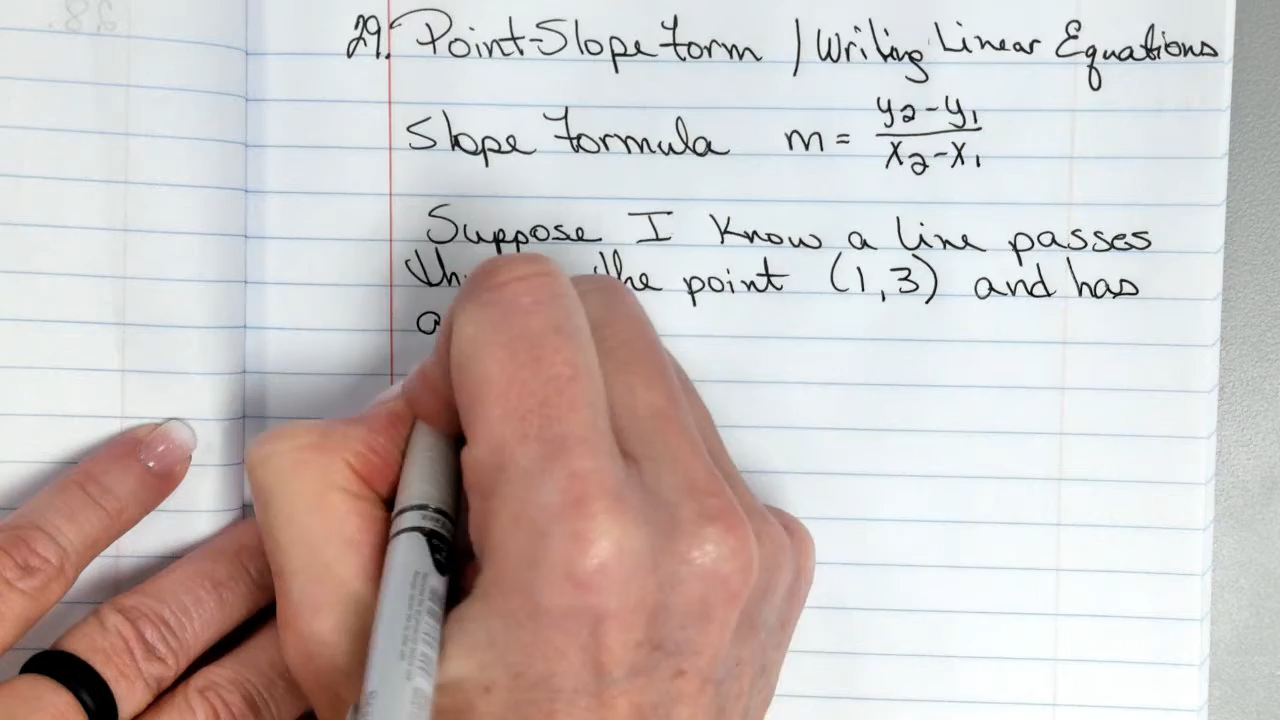 29. Point-Slope Form / Writing Linear Equations
Slope Formula m = y₂-y₁ / x₂-x₁
Suppose I know a line passes
the point (1,3) and has
a